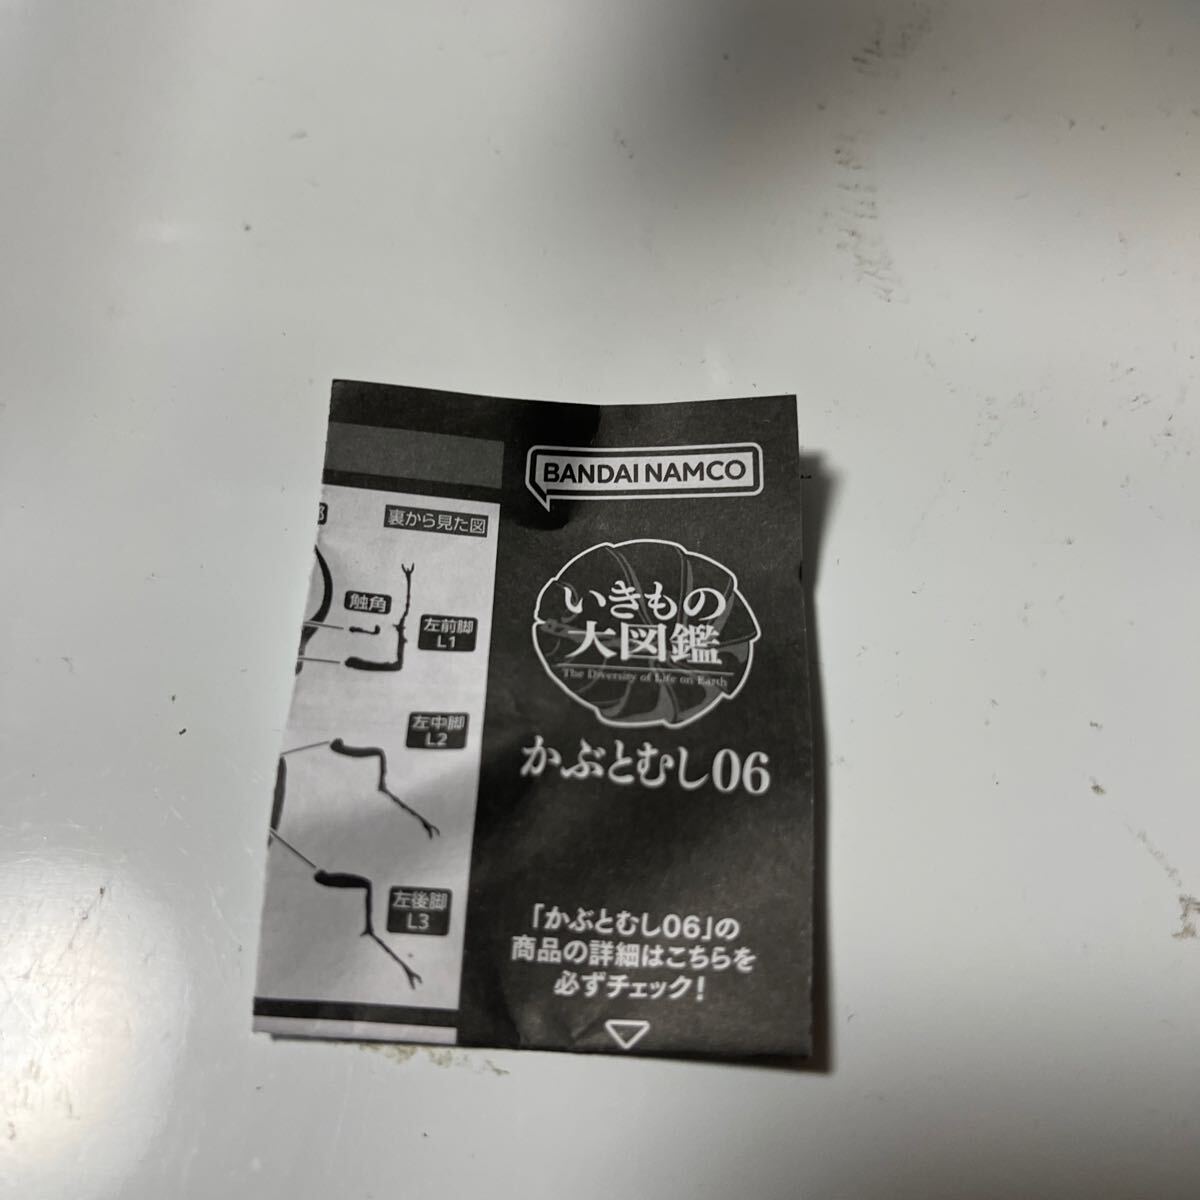 裏から見た図
触角
左前脚
L1
左中脚
L2
左後脚
L3
BANDAI NAMCO
いきもの
大図鑑
The Diversity of Life on Earth
かぶとむし06
「かぶとむし06」の
商品の詳細はこちらを
必ずチェック！